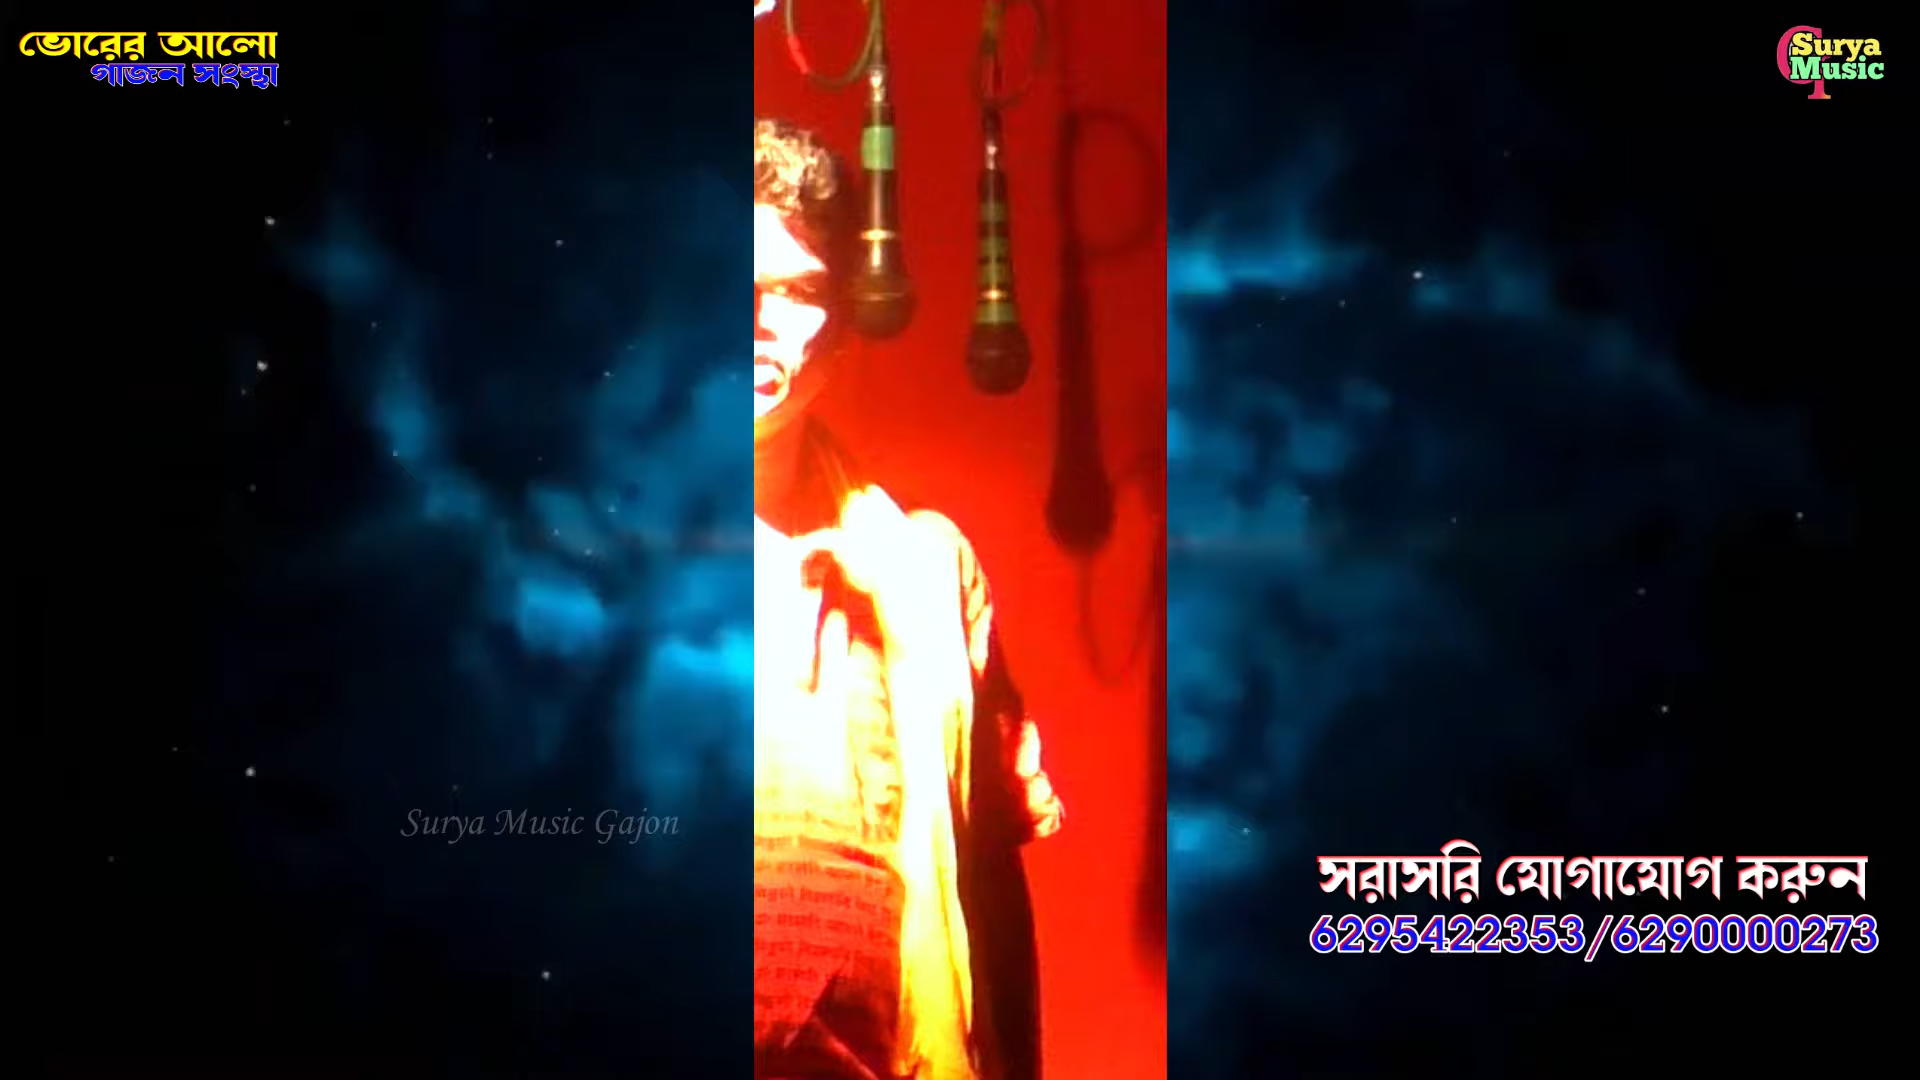 ভোরের আলো
গাজন সংস্থা
Surya
Music
Surya Music Gajon
সরাসরি যোগাযোগ করুন
6295422353/6290000273